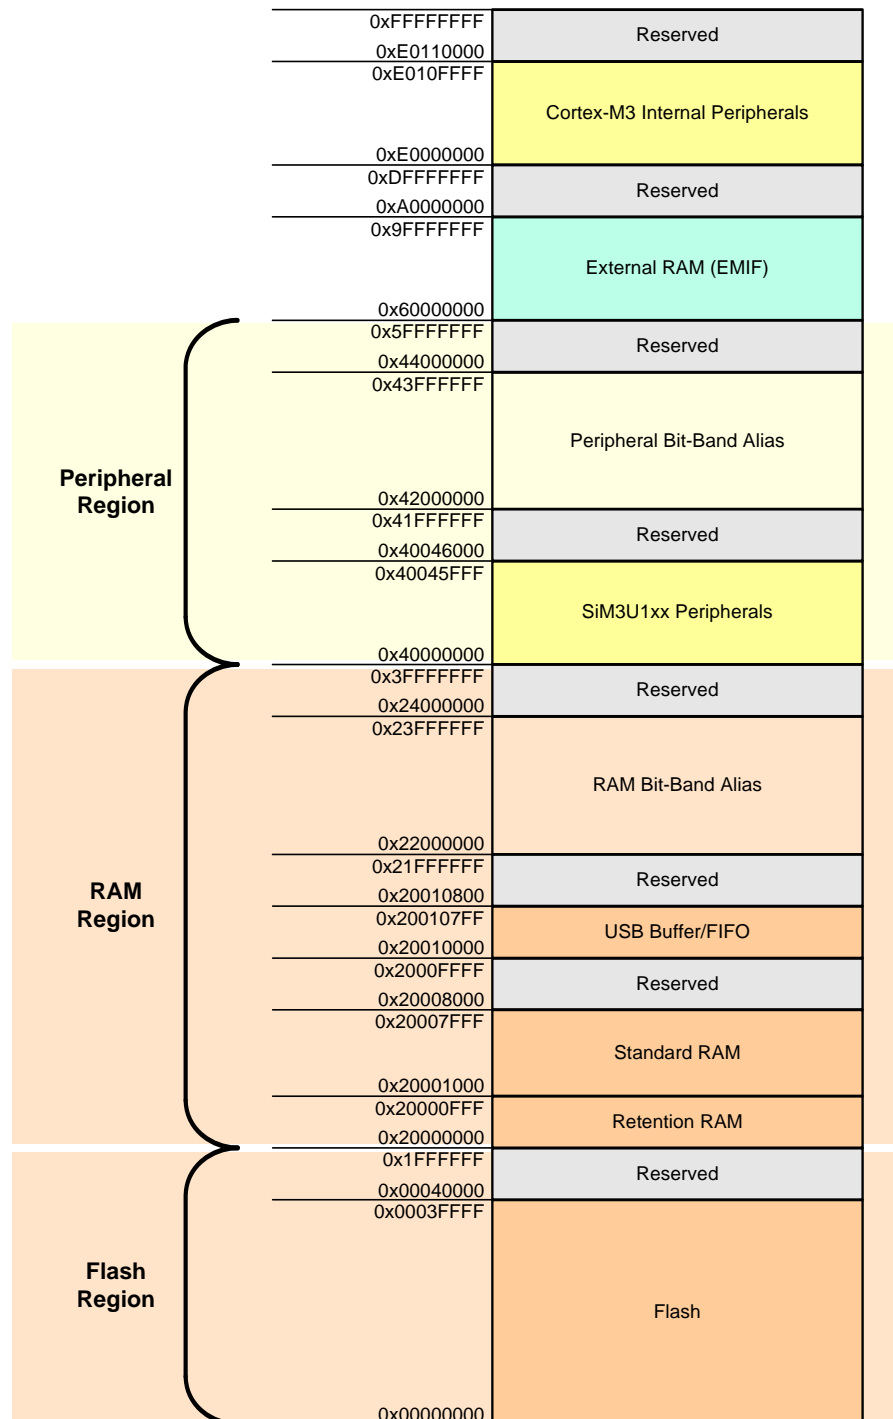 0xFFFFFFFF
Reserved
0xE0110000
0xE010FFFF
Cortex-M3 Internal Peripherals
0xE0000000
0xDFFFFFFF
Reserved
0xA0000000
0x9FFFFFFF
External RAM (EMIF)
0x60000000
0x5FFFFFFF
Reserved
0x44000000
0x43FFFFFF
Peripheral Bit-Band Alias
Peripheral
Region
0x42000000
0x41FFFFFF
Reserved
0x40046000
0x40045FFF
SiM3U1xx Peripherals
0x40000000
0x3FFFFFFF
Reserved
0x24000000
0x23FFFFFF
RAM Bit-Band Alias
0x22000000
0x21FFFFFF
Reserved
0x20010800
RAM
Region
0x200107FF
USB Buffer/FIFO
0x20010000
0x2000FFFF
Reserved
0x20008000
0x20007FFF
Standard RAM
0x20001000
0x20000FFF
Retention RAM
0x20000000
0x1FFFFFF
Reserved
0x00040000
0x0003FFFF
Flash
Region
Flash
0x00000000